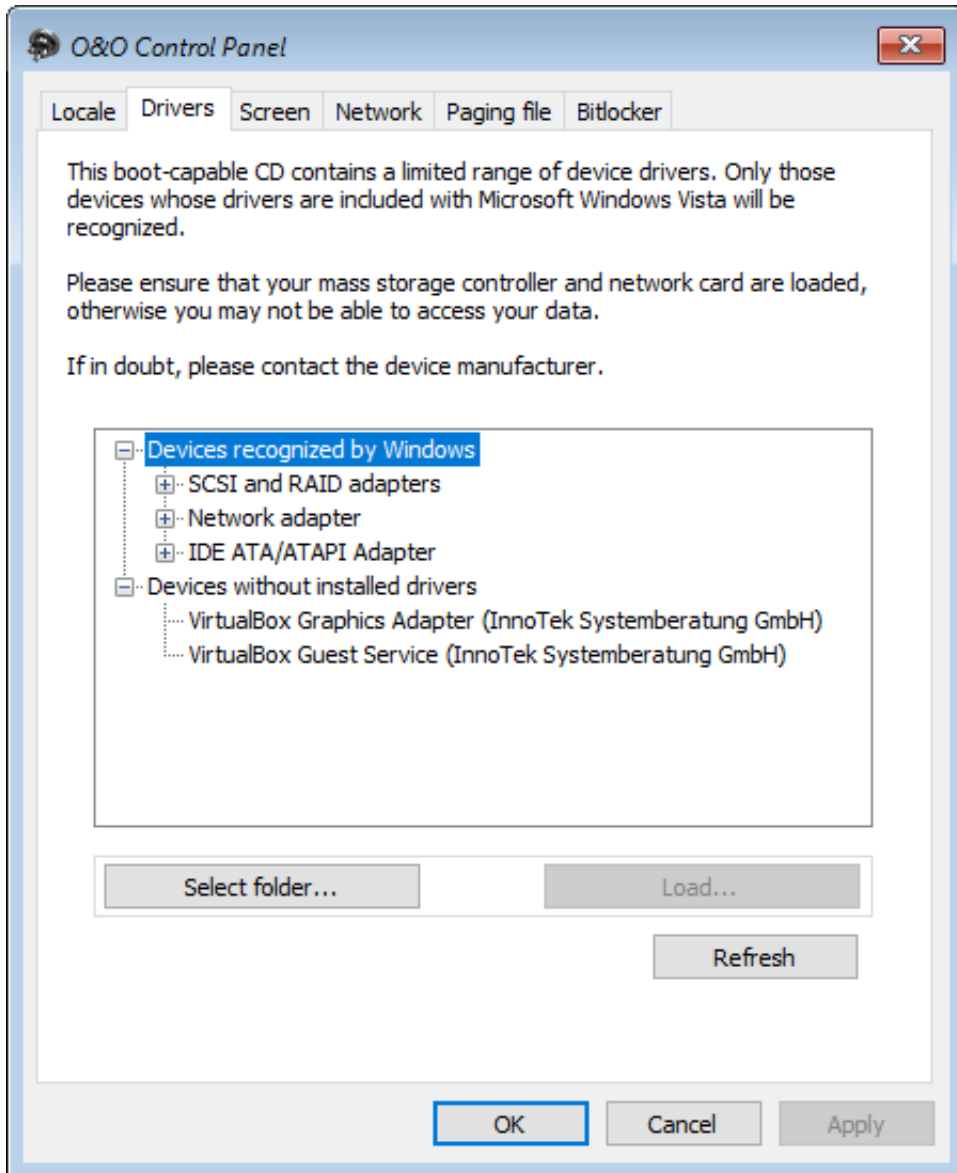 O&O Control Panel
Locale Drivers Screen Network Paging file Bitlocker
This boot-capable CD contains a limited range of device drivers. Only those
devices whose drivers are included with Microsoft Windows Vista will be
recognized.
Please ensure that your mass storage controller and network card are loaded,
otherwise you may not be able to access your data.
If in doubt, please contact the device manufacturer.
Devices recognized by Windows
SCSI and RAID adapters
Network adapter
IDE ATA/ATAPI Adapter
Devices without installed drivers
VirtualBox Graphics Adapter (InnoTek Systemberatung GmbH)
VirtualBox Guest Service (InnoTek Systemberatung GmbH)
Select folder... Load...
Refresh
OK Cancel Apply